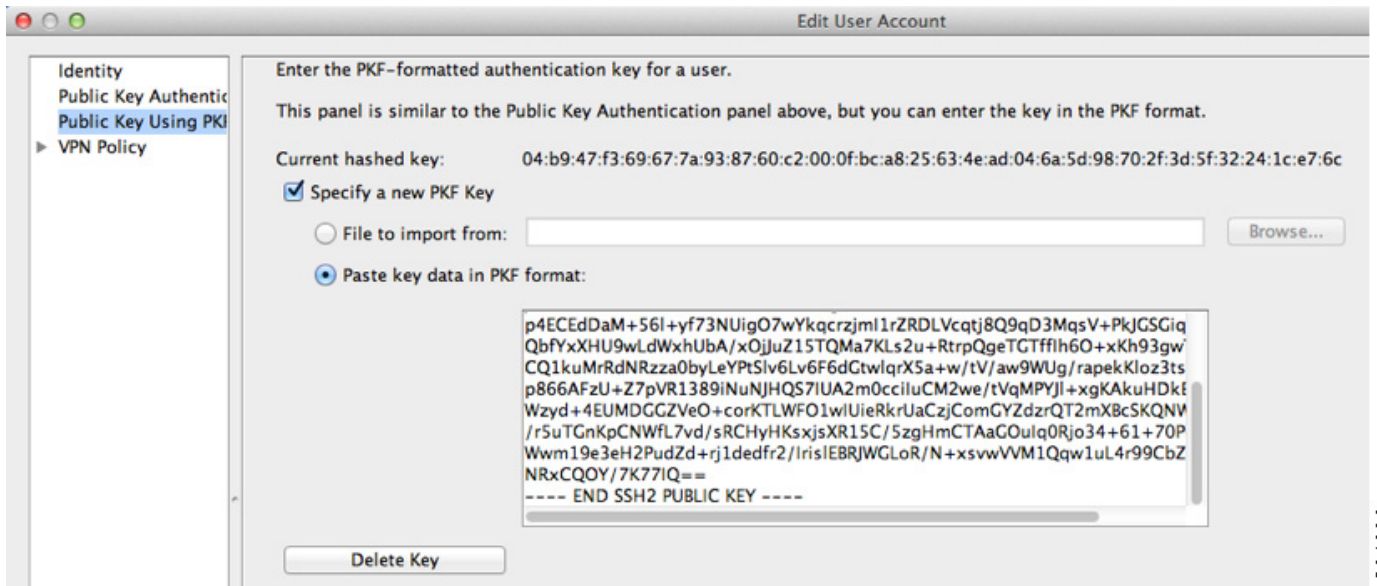 Edit User Account
Identity
Public Key Authentic
Public Key Using PKF
VPN Policy
Enter the PKF-formatted authentication key for a user.
This panel is similar to the Public Key Authentication panel above, but you can enter the key in the PKF format.
Current hashed key: 04:b9:47:f3:69:67:7a:93:87:60:c2:00:0f:bc:a8:25:63:4e:ad:04:6a:5d:98:70:2f:3d:5f:32:24:1c:e7:6c
Specify a new PKF Key
File to import from: Browse...
Paste key data in PKF format:
p4ECEdDaM+56l+yf73NUigO7wYkqcrzjmI1rZRDLVcqtj8Q9qD3MqsV+PkJGSGiq
QbfYxXHU9wLdWxhUbA/xOjJuZ15TQMa7KLs2u+RtrpQgeTGTffIh6O+xKh93gw
CQ1kuMrRdNRzza0byLeYPtSlv6Lv6F6dGtwlqrX5a+w/tV/aw9WUg/rapekKloz3ts
p866AFzU+Z7pVR1389iNuNJHQS7IUA2m0cciIuCM2we/tVqMPYJl+xgKAkuHDkE
Wzyd+4EUMDGGZVeO+corKTLWFO1wIUieRkrUaCzjComGYZdzrQT2mXBcSKQNW
/r5uTGnKpCNWfL7vd/sRCHyHKsxjsXR15C/5zgHmCTAaGOuIq0Rjo34+61+70P
Wwm19e3eH2PudZd+rj1dedfr2/IrisIEBRJWGLoR/N+xsvwVVM1Qqw1uL4r99CbZ
NRxCQOY/7K77IQ==
---- END SSH2 PUBLIC KEY ----
Delete Key